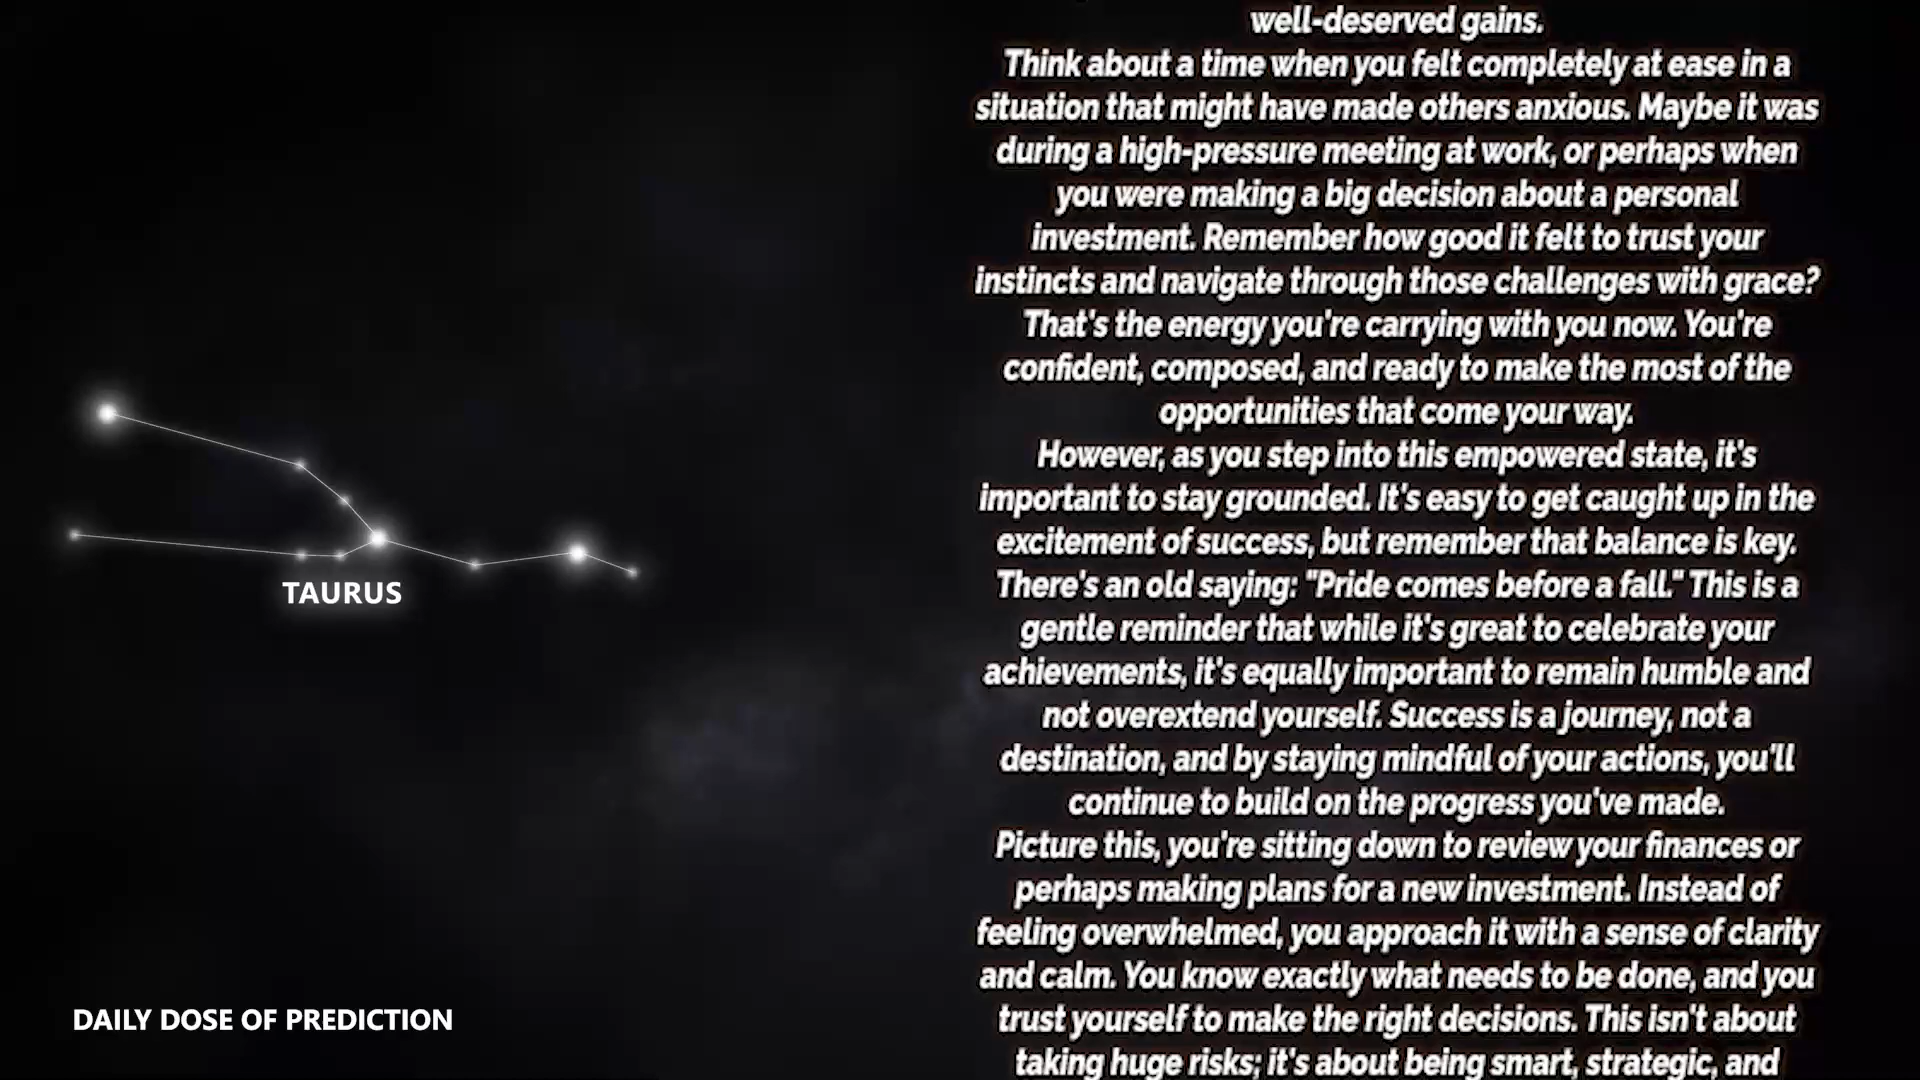 well-deserved gains.
Think about a time when you felt completely at ease in a
situation that might have made others anxious. Maybe it was
during a high-pressure meeting at work, or perhaps when
you were making a big decision about a personal
investment. Remember how good it felt to trust your
instincts and navigate through those challenges with grace?
That's the energy you're carrying with you now. You're
confident, composed, and ready to make the most of the
opportunities that come your way.
However, as you step into this empowered state, it's
important to stay grounded. It's easy to get caught up in the
excitement of success, but remember that balance is key.
There's an old saying: "Pride comes before a fall." This is a
gentle reminder that while it's great to celebrate your
achievements, it's equally important to remain humble and
not overextend yourself. Success is a journey, not a
destination, and by staying mindful of your actions, you'll
continue to build on the progress you've made.
Picture this, you're sitting down to review your finances or
perhaps making plans for a new investment. Instead of
feeling overwhelmed, you approach it with a sense of clarity
and calm. You know exactly what needs to be done, and you
trust yourself to make the right decisions. This isn't about
taking huge risks; it's about being smart, strategic, and
TAURUS
DAILY DOSE OF PREDICTION